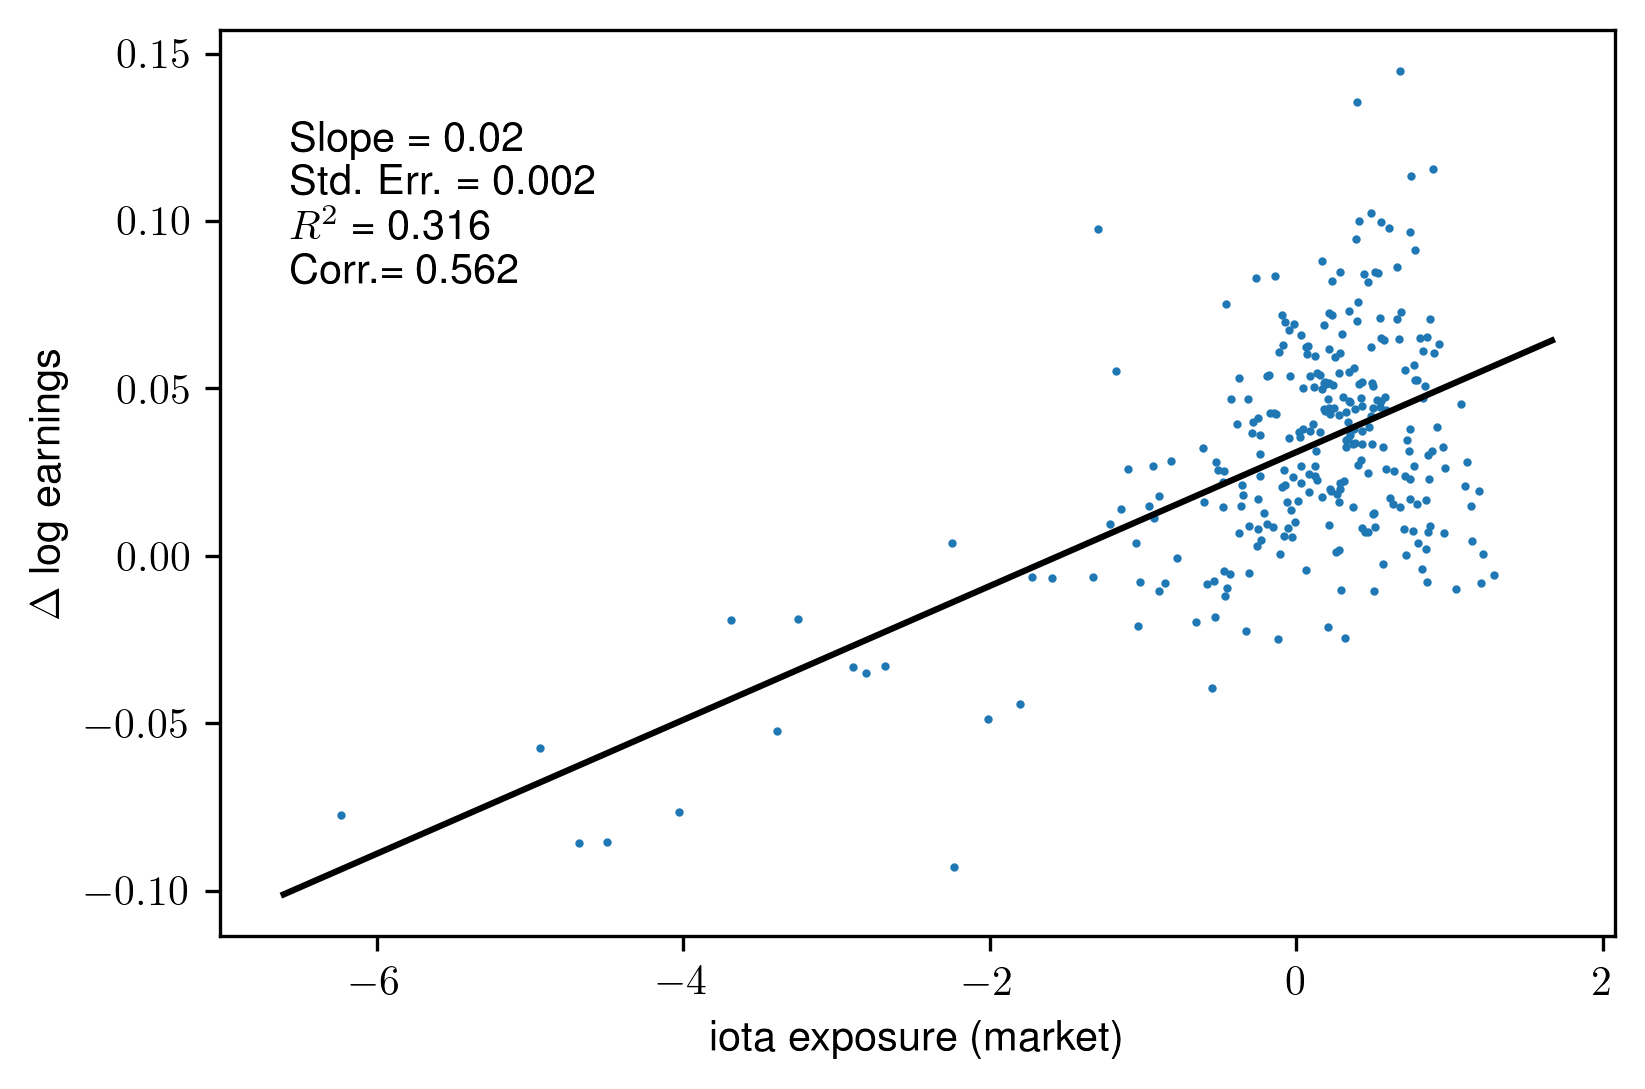 0.15
0.10
0.05
0.00
−0.05
−0.10
Slope = 0.02
Std. Err. = 0.002
R² = 0.316
Corr.= 0.562
Δ log earnings
−6 −4 −2 0 2
iota exposure (market)